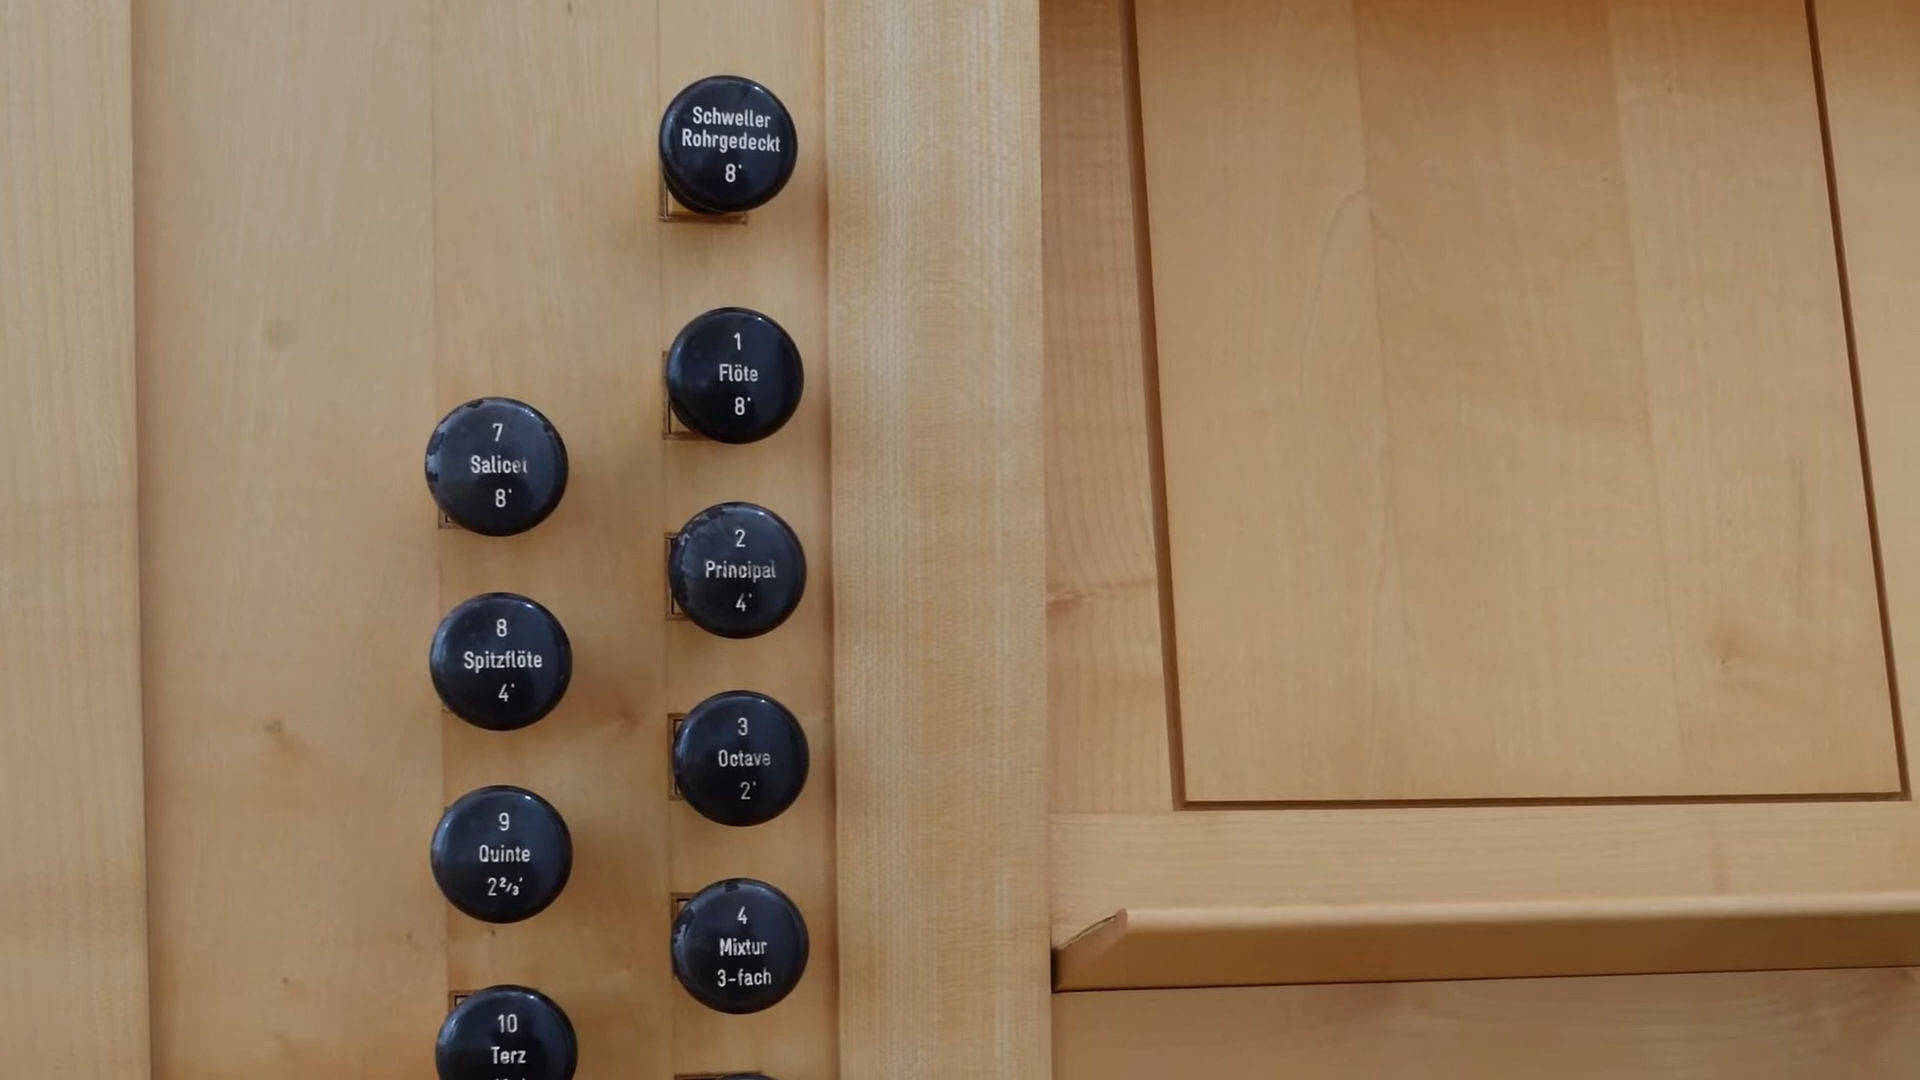 Schweller
Rohrgedeckt
8'
1
Flöte
8'
7
Salicet
8'
2
Principal
4'
8
Spitzflöte
4'
3
Octave
2'
9
Quinte
2²/₃'
4
Mixtur
3-fach
10
Terz